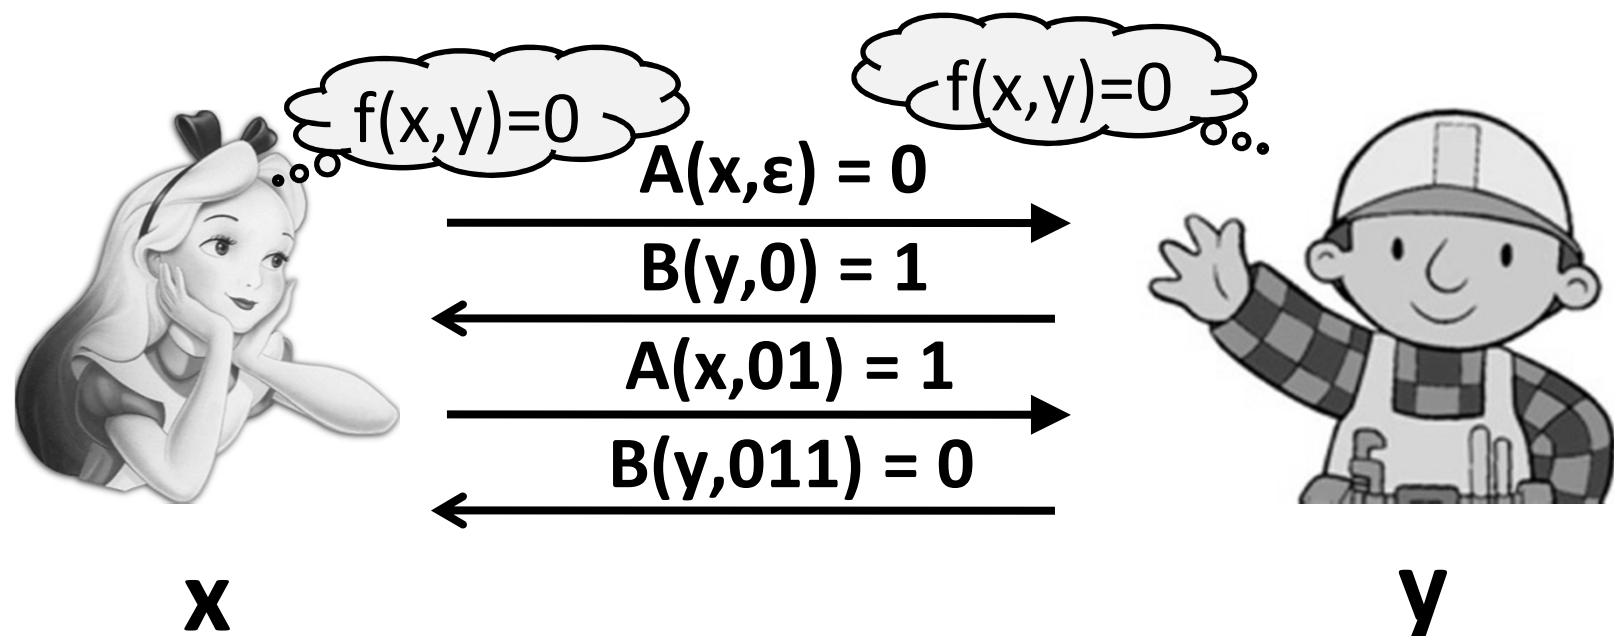 f(x,y)=0
f(x,y)=0
A(x,ε) = 0
B(y,0) = 1
A(x,01) = 1
B(y,011) = 0
x
y